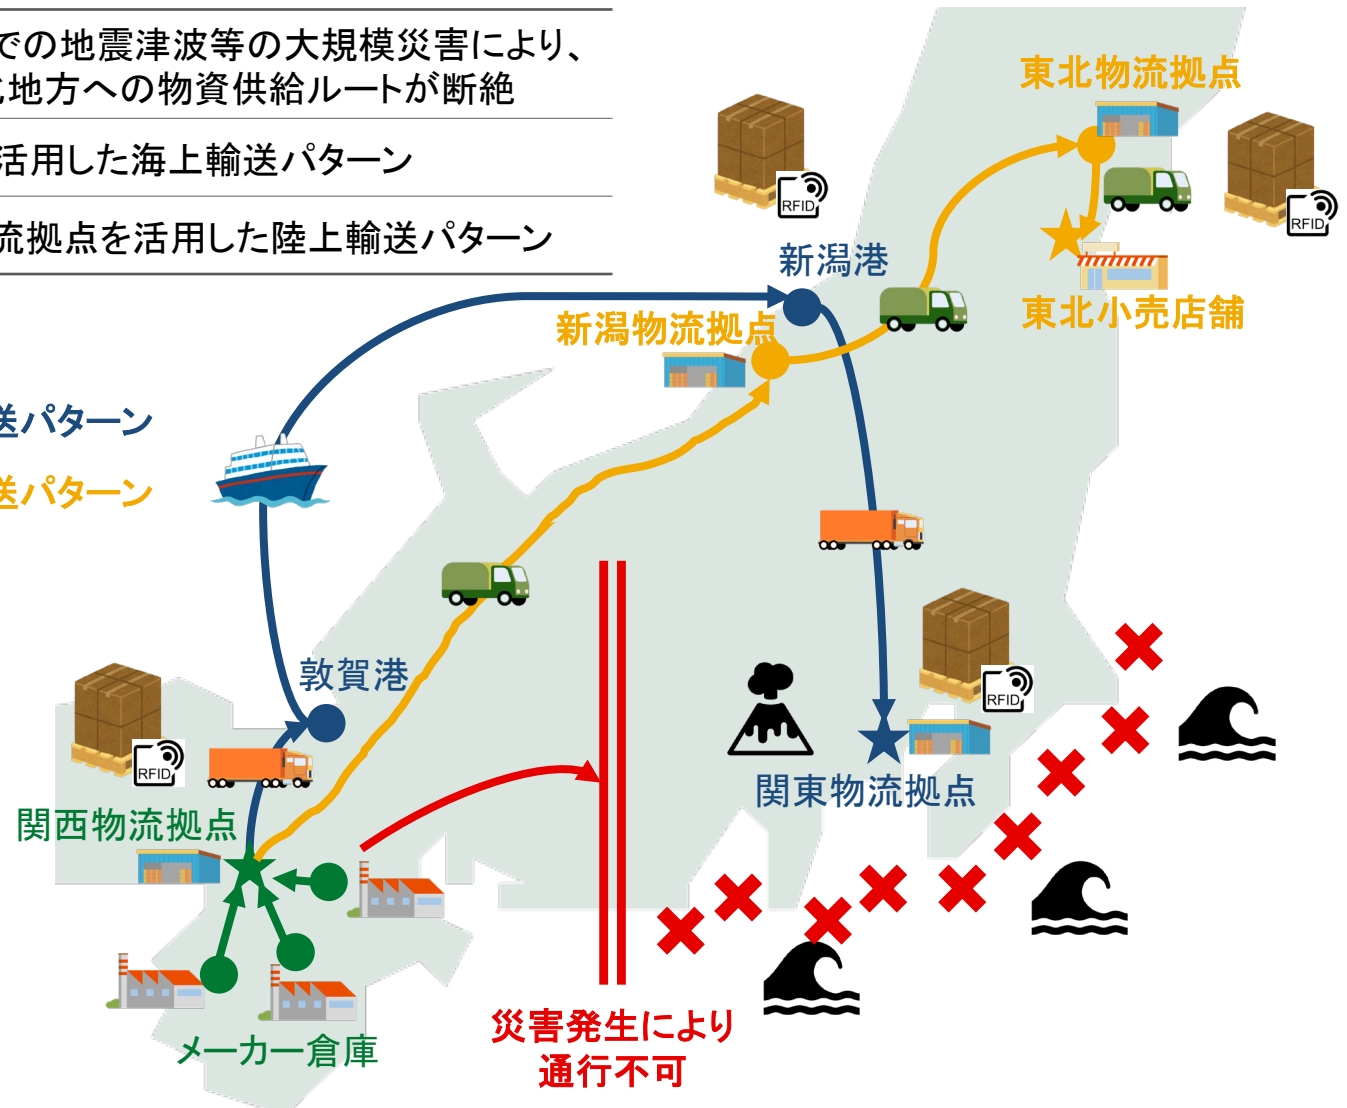 での地震津波等の大規模災害により、
地方への物資供給ルートが断絶
活用した海上輸送パターン
流拠点を活用した陸上輸送パターン
東北物流拠点
RFID
RFID
新潟港
東北小売店舗
新潟物流拠点
送パターン
送パターン
敦賀港
RFID
RFID
関東物流拠点
関西物流拠点
メーカー倉庫
災害発生により
通行不可